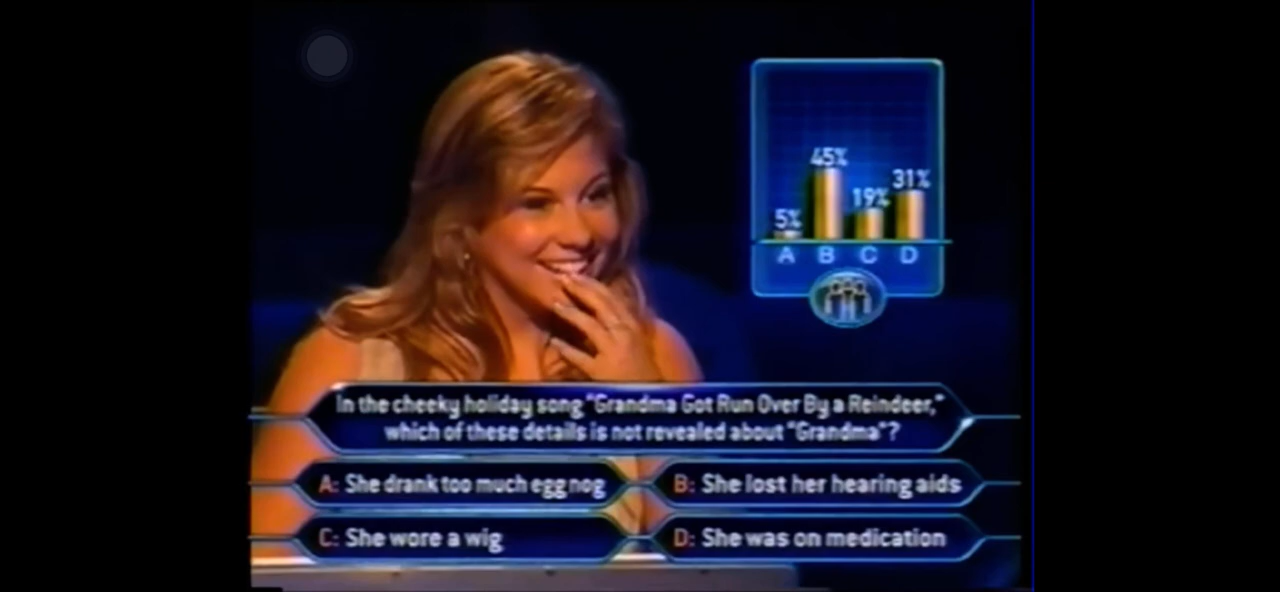 45%
31%
19%
5%
A B C D
In the cheeky holiday song "Grandma Got Run Over By a Reindeer,"
which of these details is not revealed about "Grandma"?
A: She drank too much egg nog
B: She lost her hearing aids
C: She wore a wig
D: She was on medication